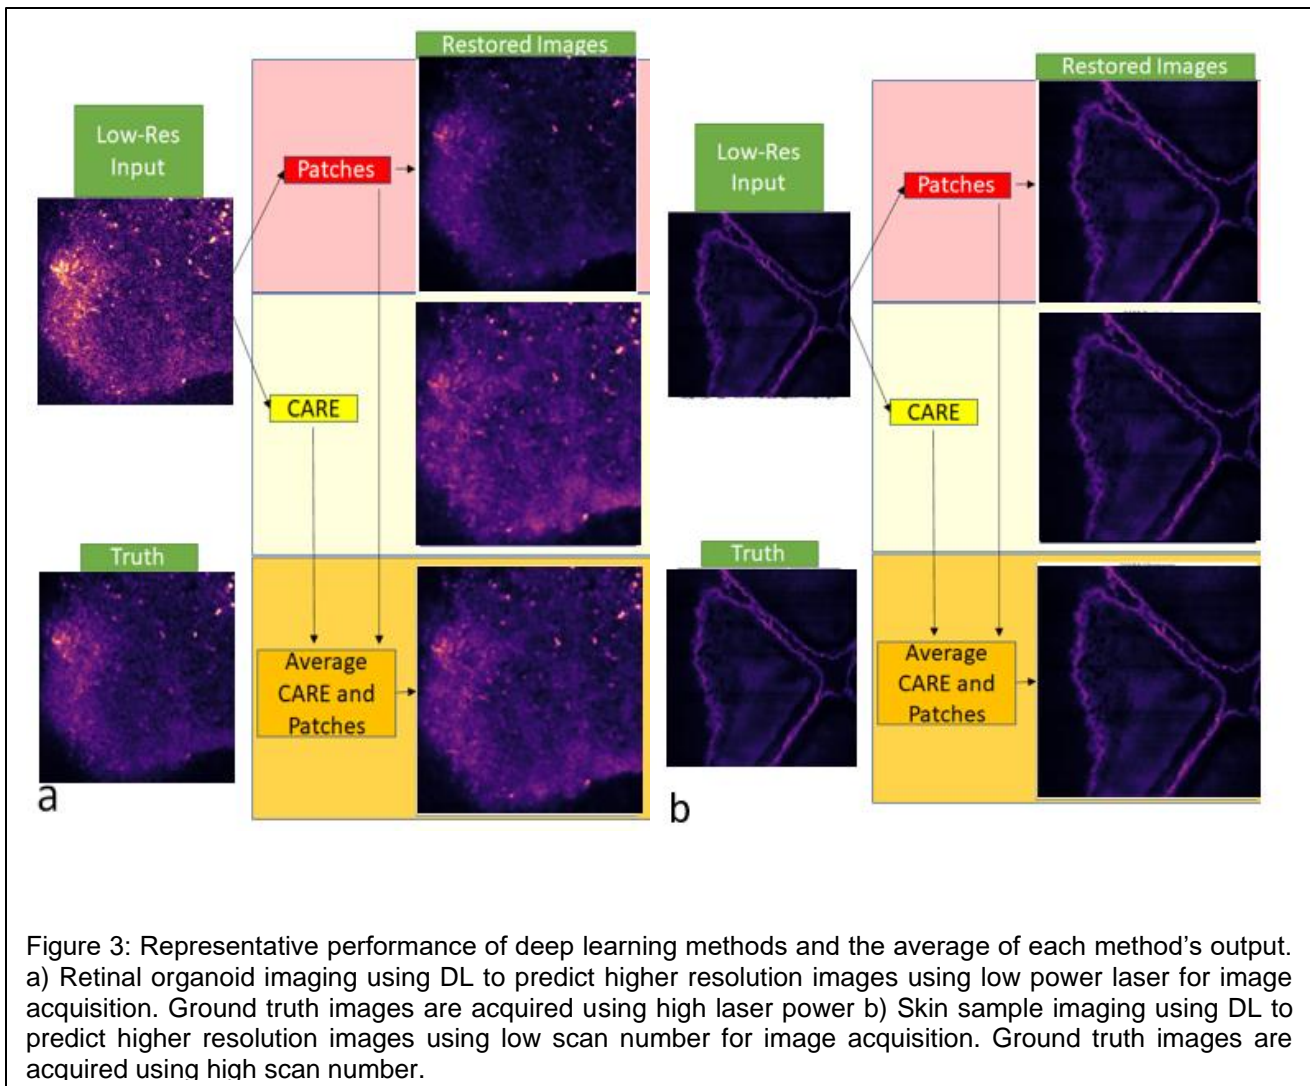 Restored Images
Low-Res
Input
Patches
CARE
Truth
Average
CARE and
Patches
a
Restored Images
Low-Res
Input
Patches
CARE
Truth
Average
CARE and
Patches
b
Figure 3: Representative performance of deep learning methods and the average of each method’s output.
a) Retinal organoid imaging using DL to predict higher resolution images using low power laser for image
acquisition. Ground truth images are acquired using high laser power b) Skin sample imaging using DL to
predict higher resolution images using low scan number for image acquisition. Ground truth images are
acquired using high scan number.